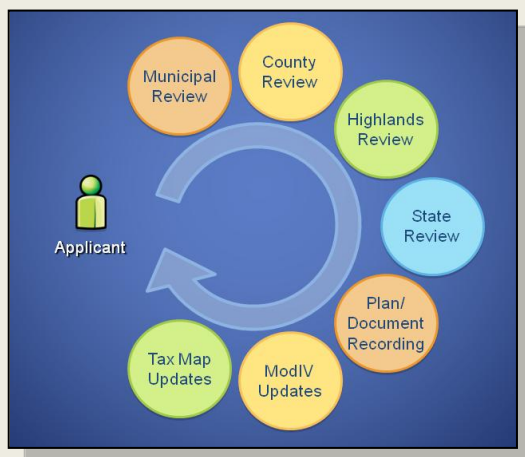 Municipal
Review
County
Review
Highlands
Review
State
Review
Plan/
Document
Recording
ModIV
Updates
Tax Map
Updates
Applicant